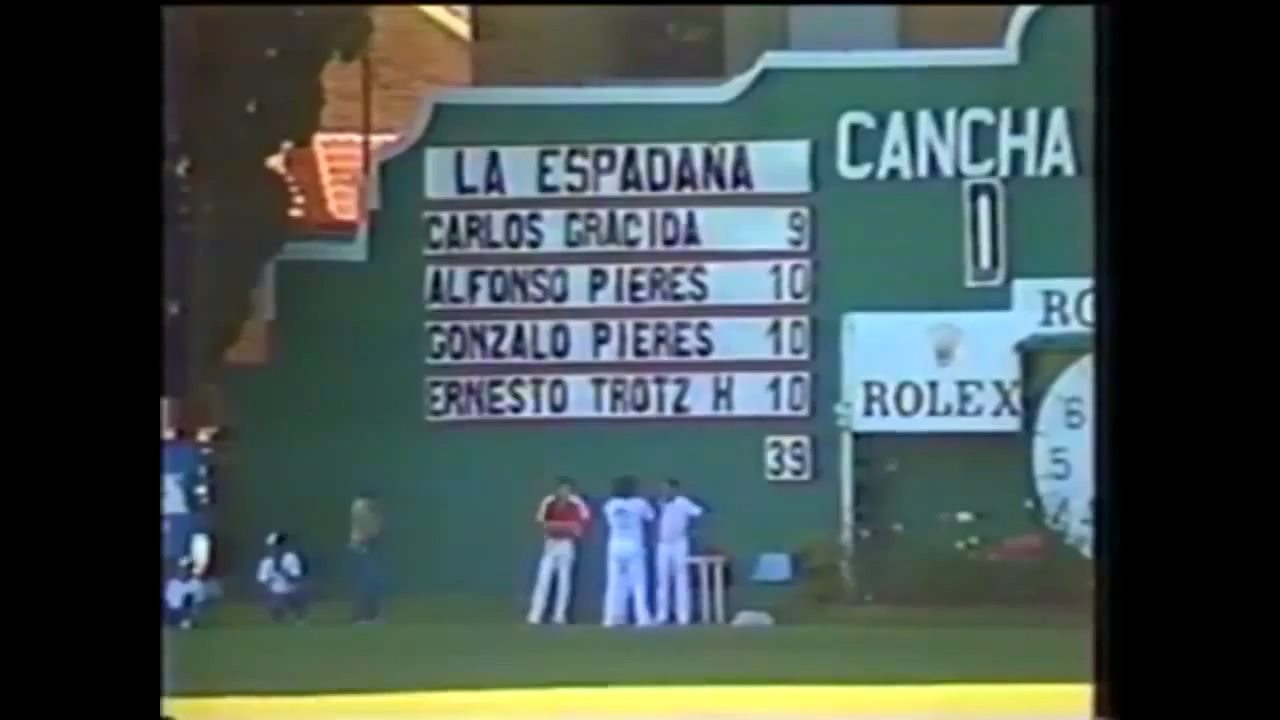 LA ESPADANA
CARLOS GRACIDA 9
ALFONSO PIERES 10
GONZALO PIERES 10
ERNESTO TROTZ H 10
39
CANCHA
ROLEX
RO
6
5
4